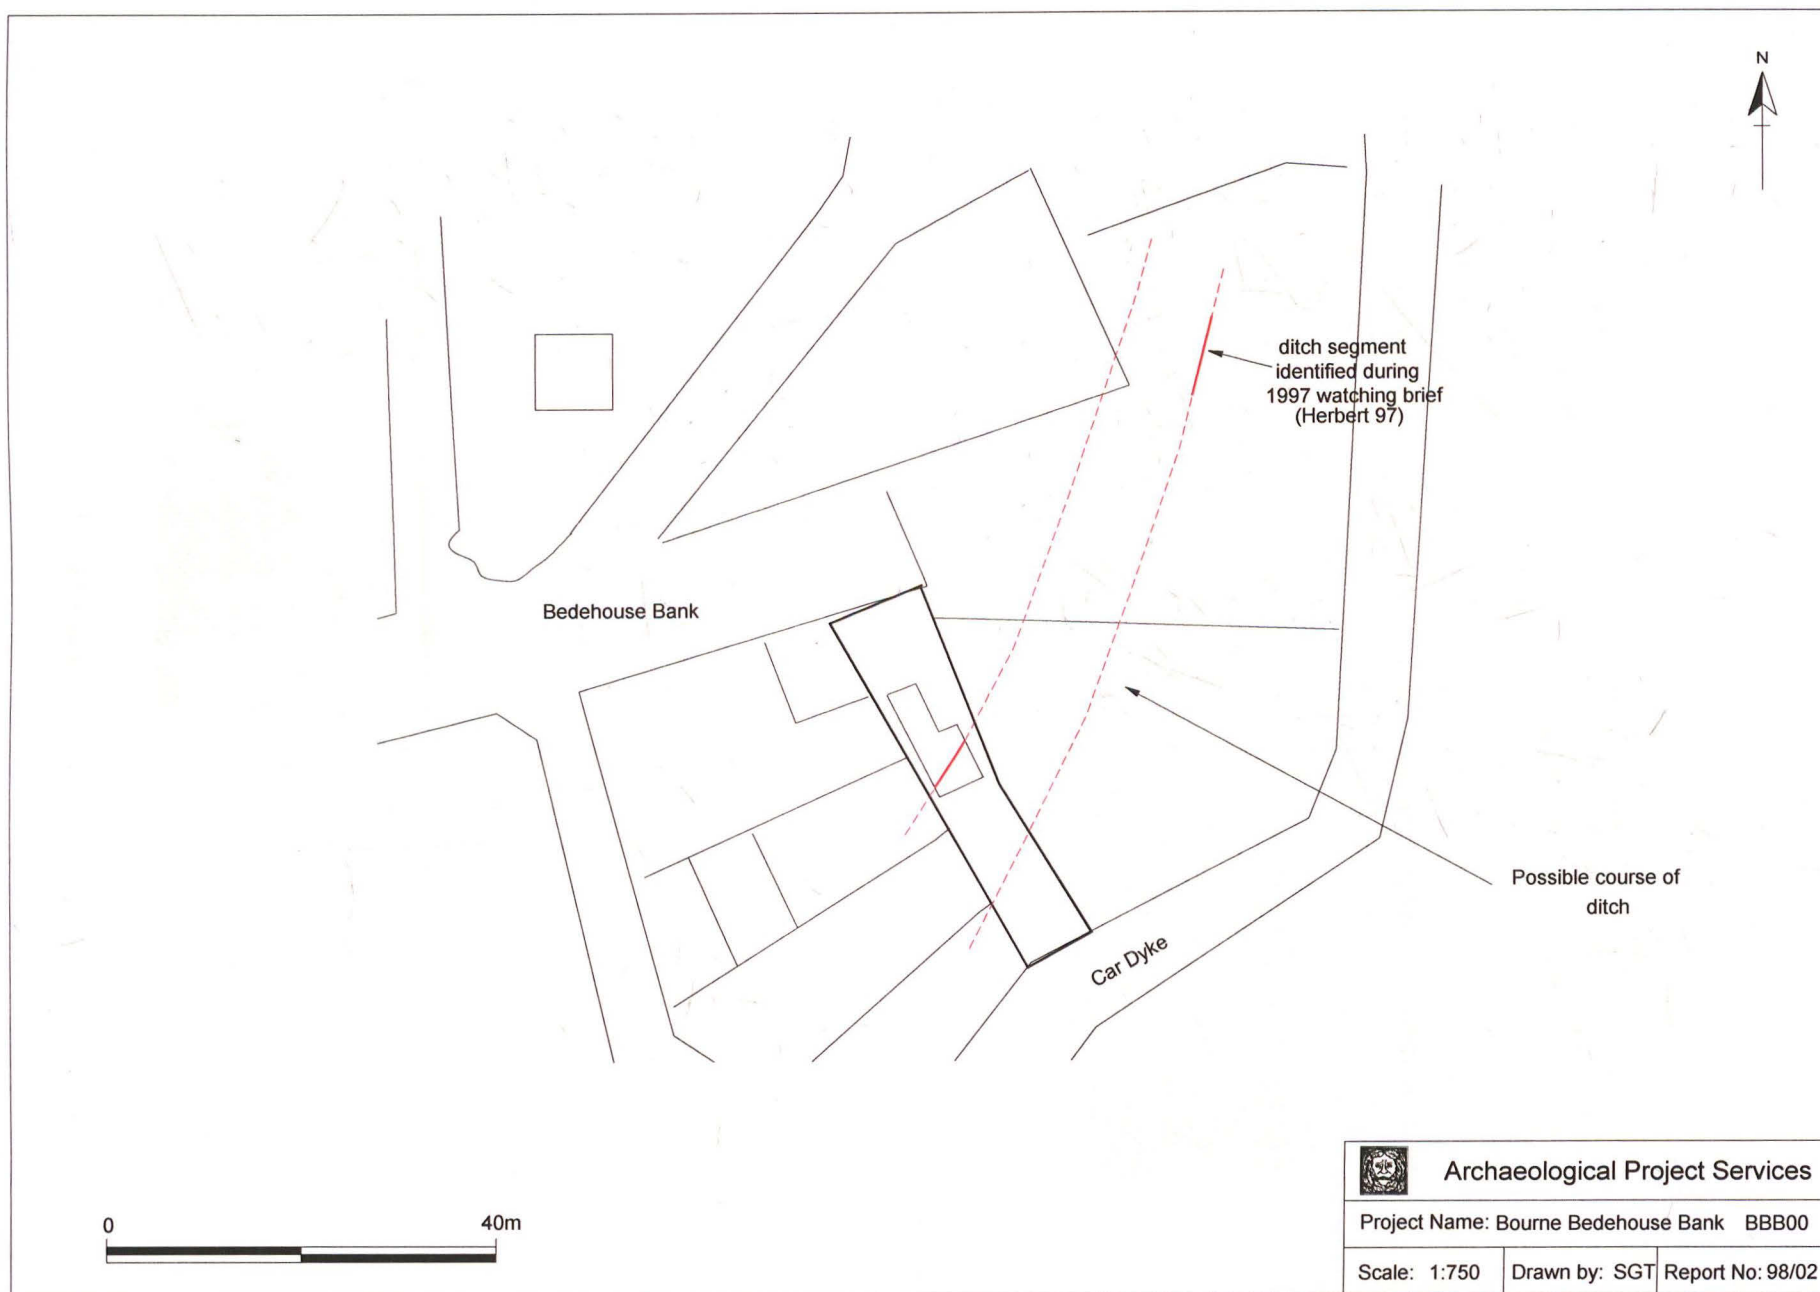 N
ditch segment
identified during
1997 watching brief
(Herbert 97)
Bedehouse Bank
Possible course of
ditch
Car Dyke
0 40m
Archaeological Project Services
Project Name: Bourne Bedehouse Bank BBB00
Scale: 1:750 Drawn by: SGT Report No: 98/02